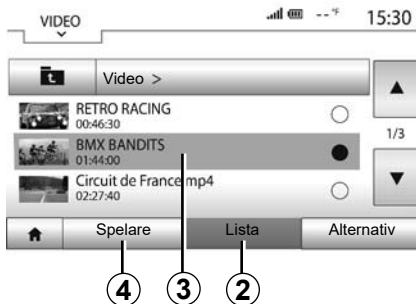 VIDEO --°F 15:30
Video >
RETRO RACING
00:46:30
1/3
BMX BANDITS
01:44:00
Circuit de France mp4
02:27:40
Spelare Lista Alternativ
4 3 2